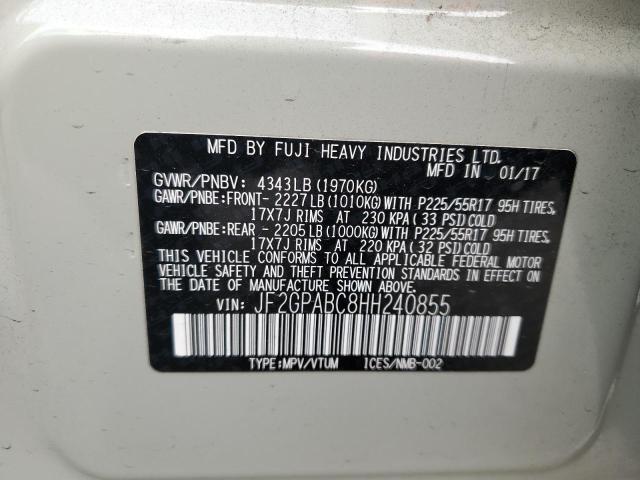 MFD BY FUJI HEAVY INDUSTRIES LTD.
MFD IN 01/17
GVWR/PNBV: 4343LB(1970KG)
GAWR/PNBE:FRONT- 2227LB(1010KG)WITH P225/55R17 95H TIRES,
17X7J RIMS AT 230 KPA(33 PSI)COLD
GAWR/PNBE:REAR - 2205LB(1000KG)WITH P225/55R17 95H TIRES,
17X7J RIMS AT 220 KPA(32 PSI)COLD
THIS VEHICLE CONFORMS TO ALL APPLICABLE FEDERAL MOTOR
VEHICLE SAFETY AND THEFT PREVENTION STANDARDS IN EFFECT ON
THE DATE OF MANUFACTURE SHOWN ABOVE.
VIN: JF2GPABC8HH240855
TYPE:MPV/VTUM ICES/NMB-002